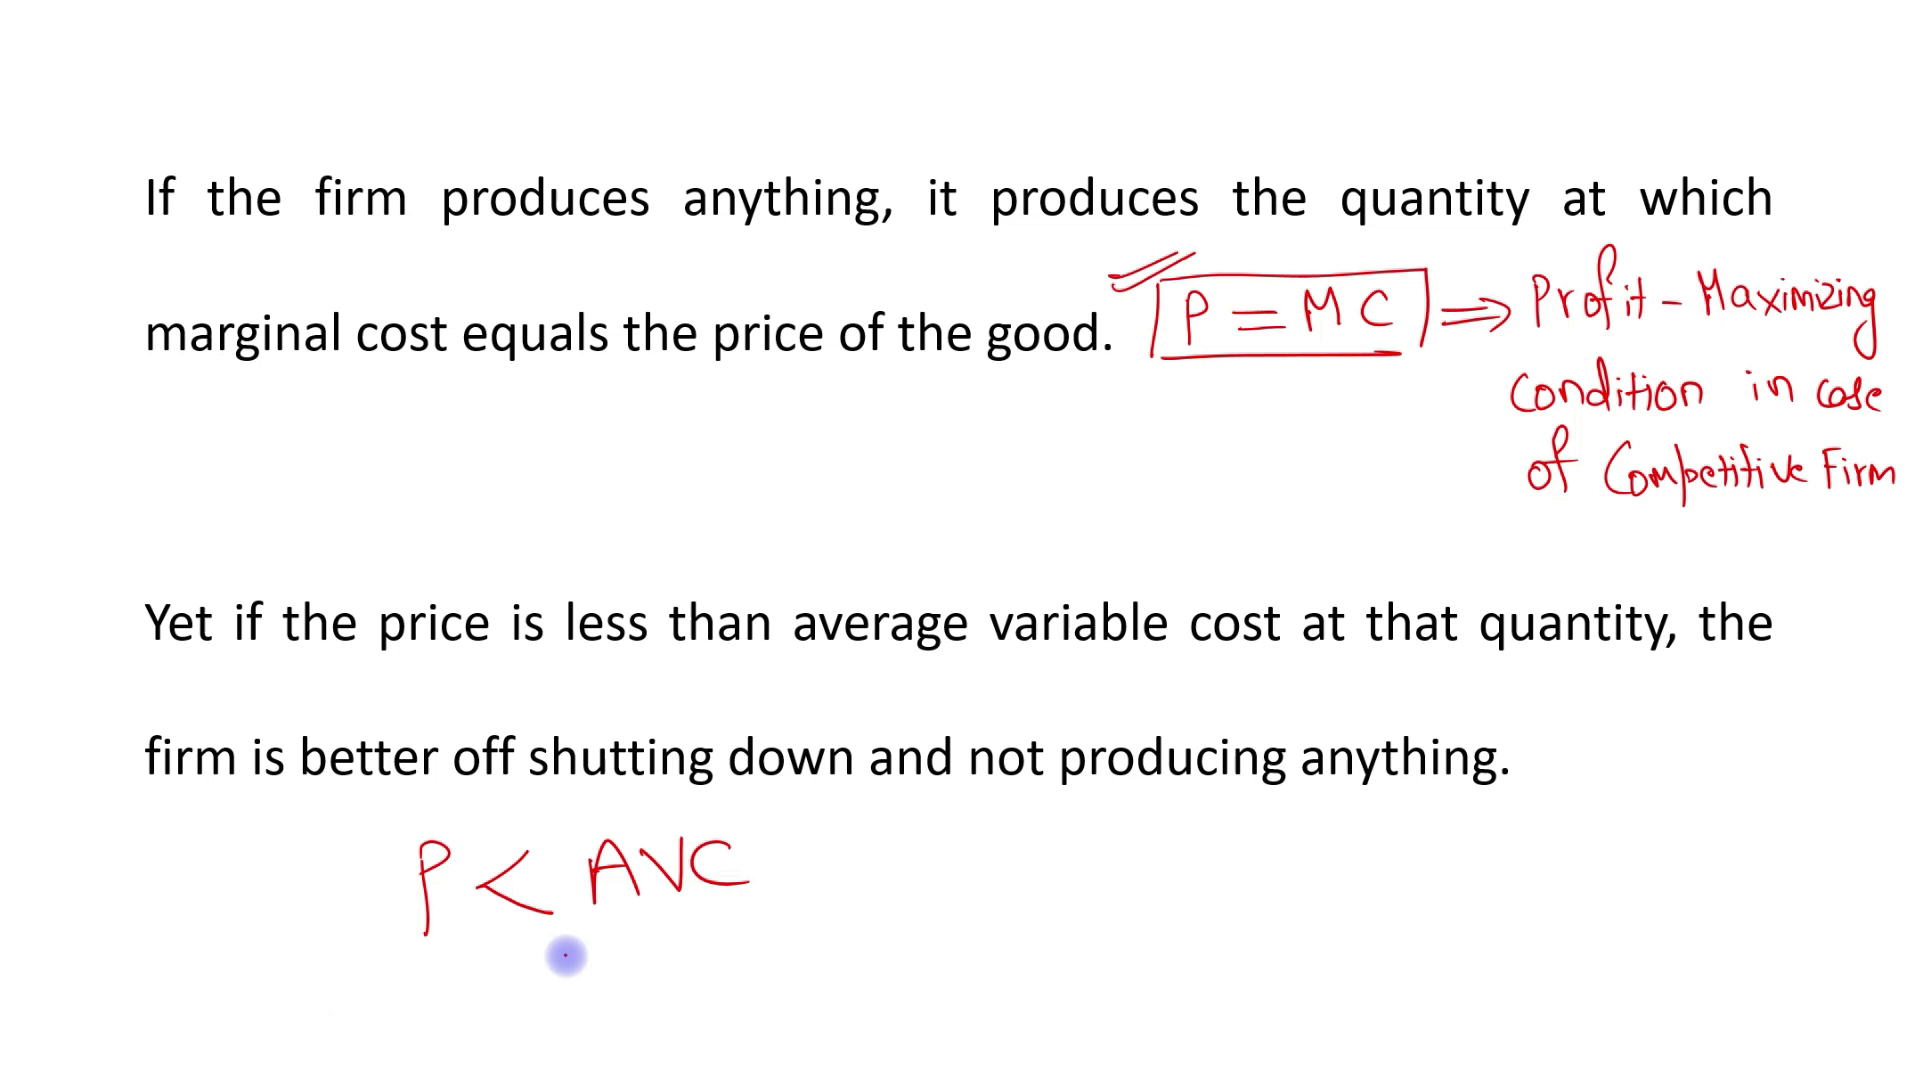 If the firm produces anything, it produces the quantity at which
marginal cost equals the price of the good.
P = MC ⇒ Profit - Maximizing
Condition in case
of Competitive Firm
Yet if the price is less than average variable cost at that quantity, the
firm is better off shutting down and not producing anything.
P < AVC